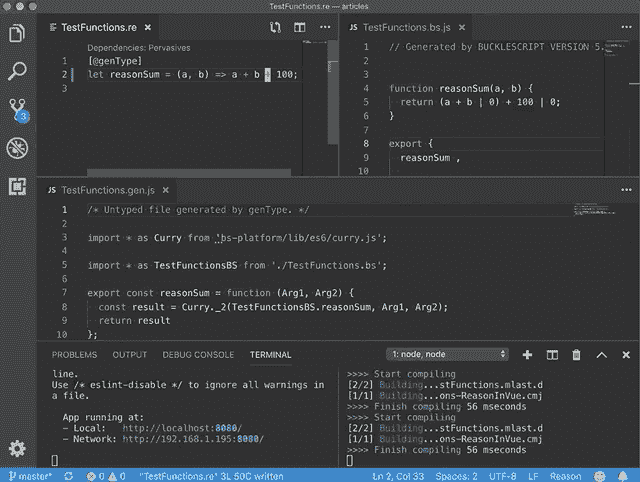 TestFunctions.re — articles
TestFunctions.re
Dependencies: Pervasives
1 [@genType]
2 let reasonSum = (a, b) => a + b + 100;
3
JS TestFunctions.bs.js
1 // Generated by BUCKLESCRIPT VERSION 5.
2
3
4 function reasonSum(a, b) {
5   return (a + b | 0) + 100 | 0;
6 }
7
8 export {
9   reasonSum ,
10
JS TestFunctions.gen.js
1 /* Untyped file generated by genType. */
2
3 import * as Curry from 'bs-platform/lib/es6/curry.js';
4
5 import * as TestFunctionsBS from './TestFunctions.bs';
6
7 export const reasonSum = function (Arg1, Arg2) {
8   const result = Curry._2(TestFunctionsBS.reasonSum, Arg1, Arg2);
9   return result
10 };
PROBLEMS OUTPUT DEBUG CONSOLE TERMINAL 1: node, node
line.
Use /* eslint-disable */ to ignore all warnings in
a file.
App running at:
- Local: http://localhost:8080/
- Network: http://192.168.1.195:8080/
>>>> Start compiling
[2/2] Building...stFunctions.mlast.d
[1/1] Building...ons-ReasonInVue.cmj
>>>> Finish compiling 56 mseconds
>>>> Start compiling
[2/2] Building...stFunctions.mlast.d
[1/1] Building...ons-ReasonInVue.cmj
>>>> Finish compiling 56 mseconds
3
master* 0 0 "TestFunctions.re" 3L 50C written Ln 2, Col 33 Spaces: 2 UTF-8 LF Reason